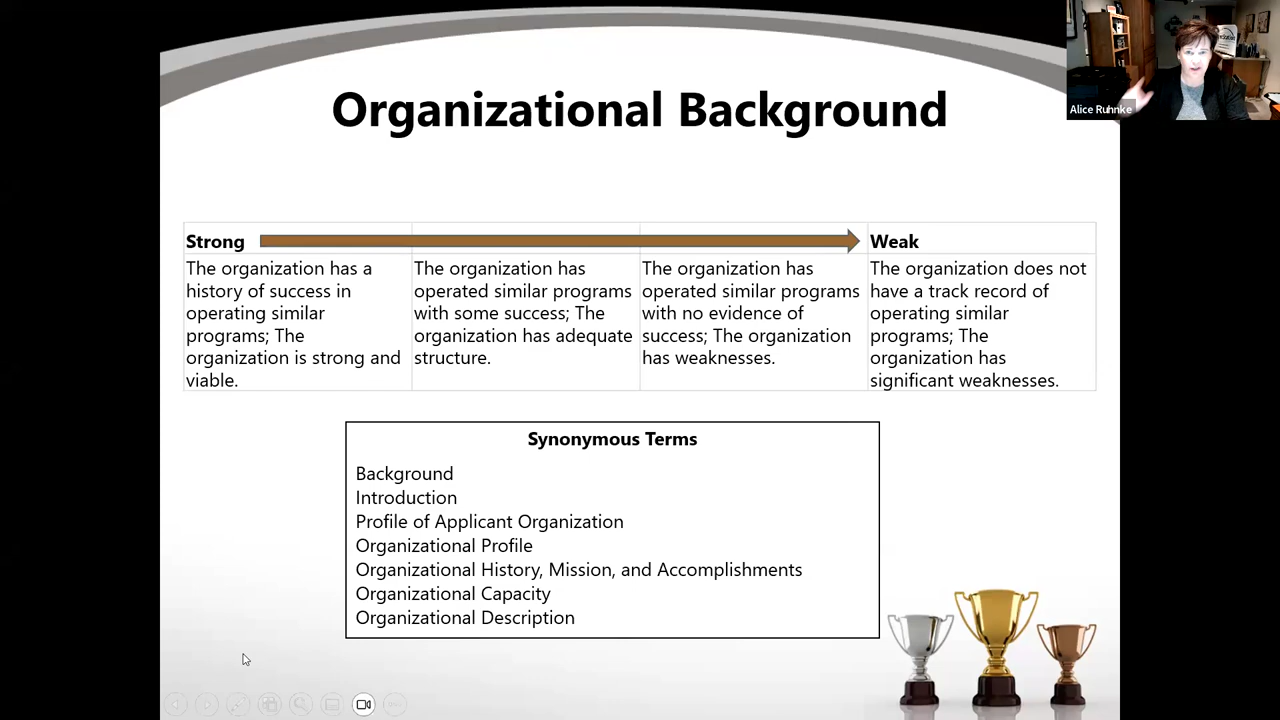 Organizational Background
Alice Ruhnke
Strong
Weak
The organization has a
history of success in
operating similar
programs; The
organization is strong and
viable.
The organization has
operated similar programs
with some success; The
organization has adequate
structure.
The organization has
operated similar programs
with no evidence of
success; The organization
has weaknesses.
The organization does not
have a track record of
operating similar
programs; The
organization has
significant weaknesses.
Synonymous Terms
Background
Introduction
Profile of Applicant Organization
Organizational Profile
Organizational History, Mission, and Accomplishments
Organizational Capacity
Organizational Description